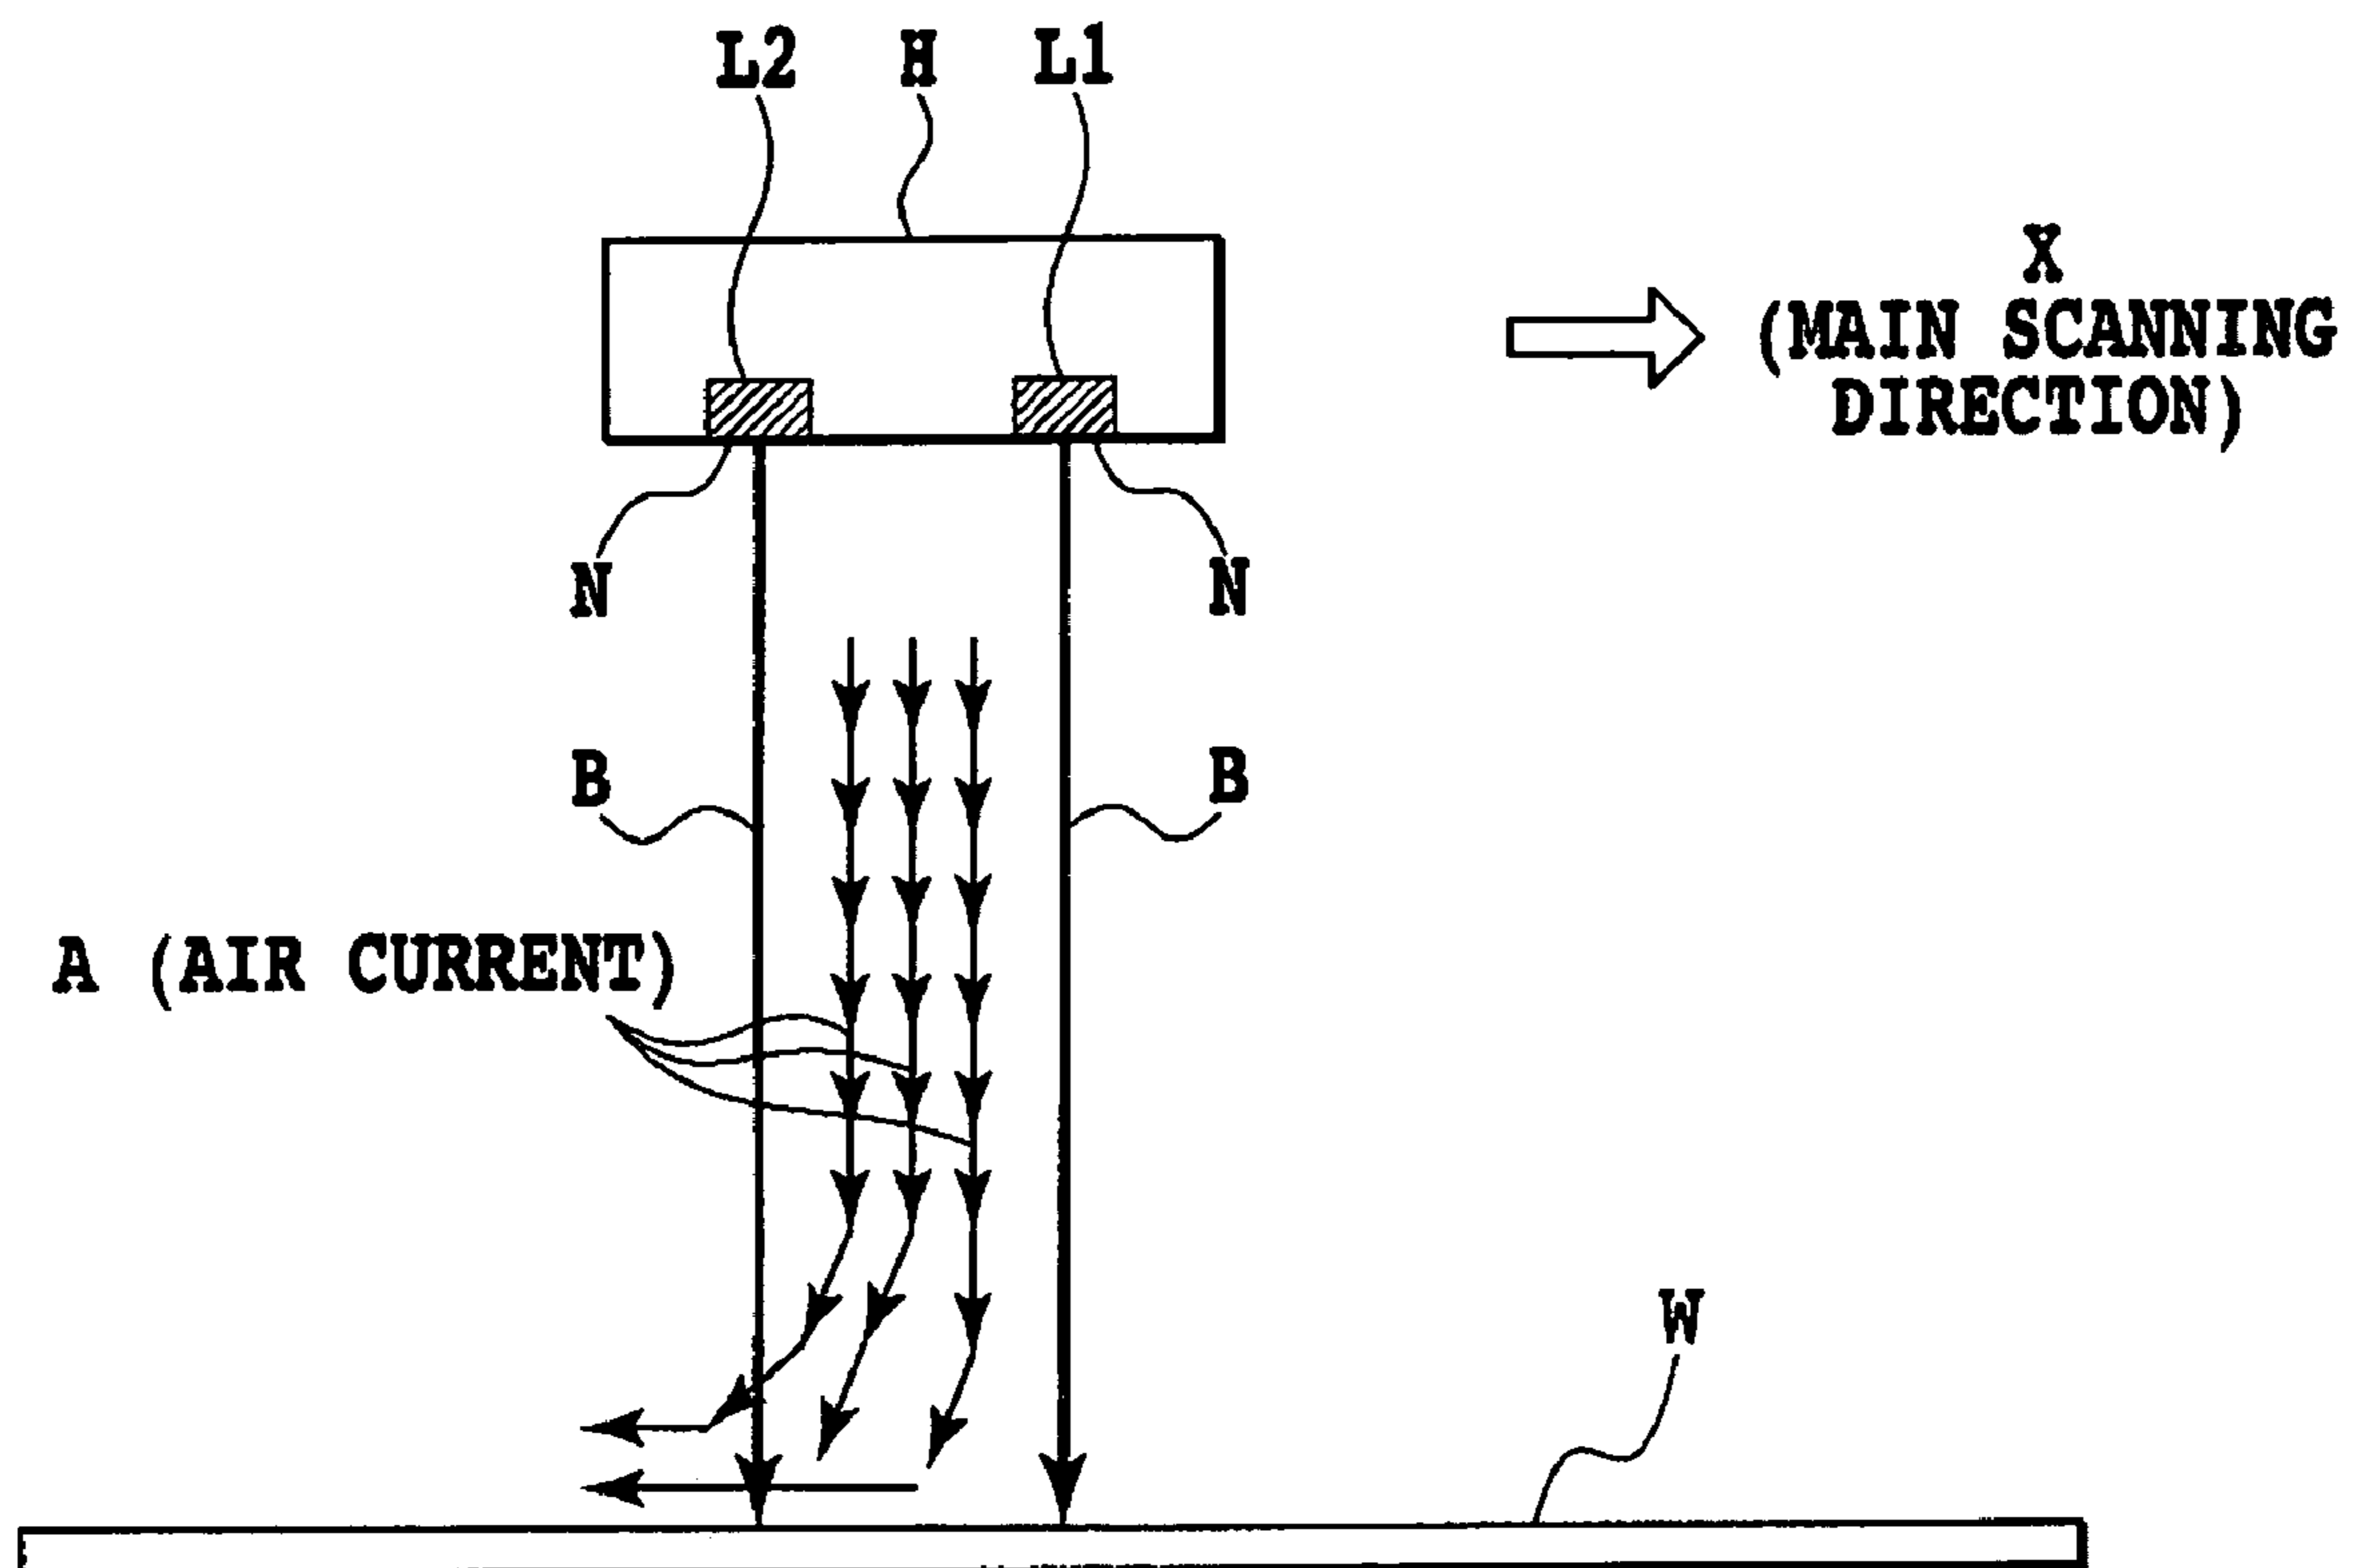 L2 H L1
X
(MAIN SCANNING
DIRECTION)
N N
B B
A (AIR CURRENT)
W